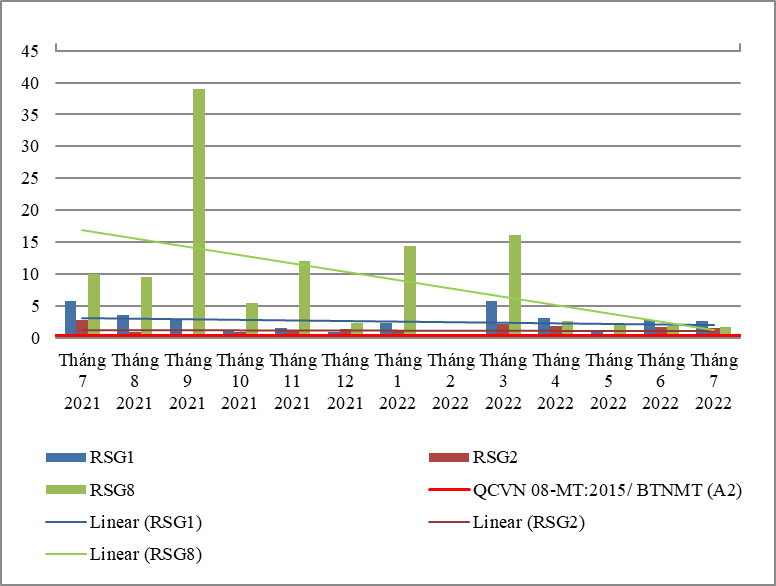 45
40
35
30
25
20
15
10
5
0
Tháng 7 2021
Tháng 8 2021
Tháng 9 2021
Tháng 10 2021
Tháng 11 2021
Tháng 12 2021
Tháng 1 2022
Tháng 2 2022
Tháng 3 2022
Tháng 4 2022
Tháng 5 2022
Tháng 6 2022
Tháng 7 2022
RSG1
RSG2
RSG8
QCVN 08-MT:2015/ BTNMT (A2)
Linear (RSG1)
Linear (RSG2)
Linear (RSG8)